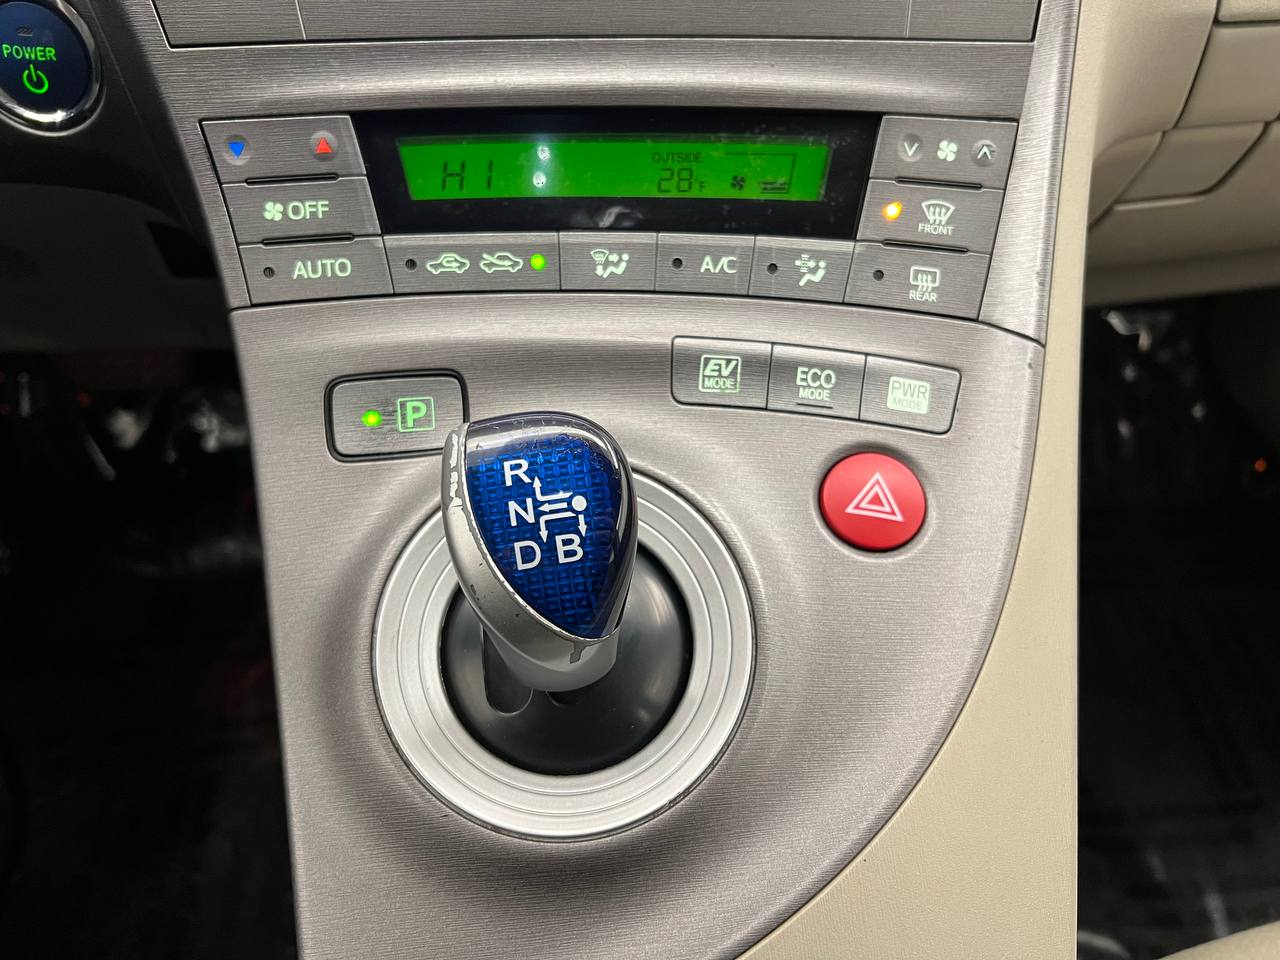 POWER
HI
OUTSIDE
28°F
OFF
FRONT
AUTO
A/C
REAR
EV
MODE
ECO
MODE
PWR
MODE
P
R
N
D B